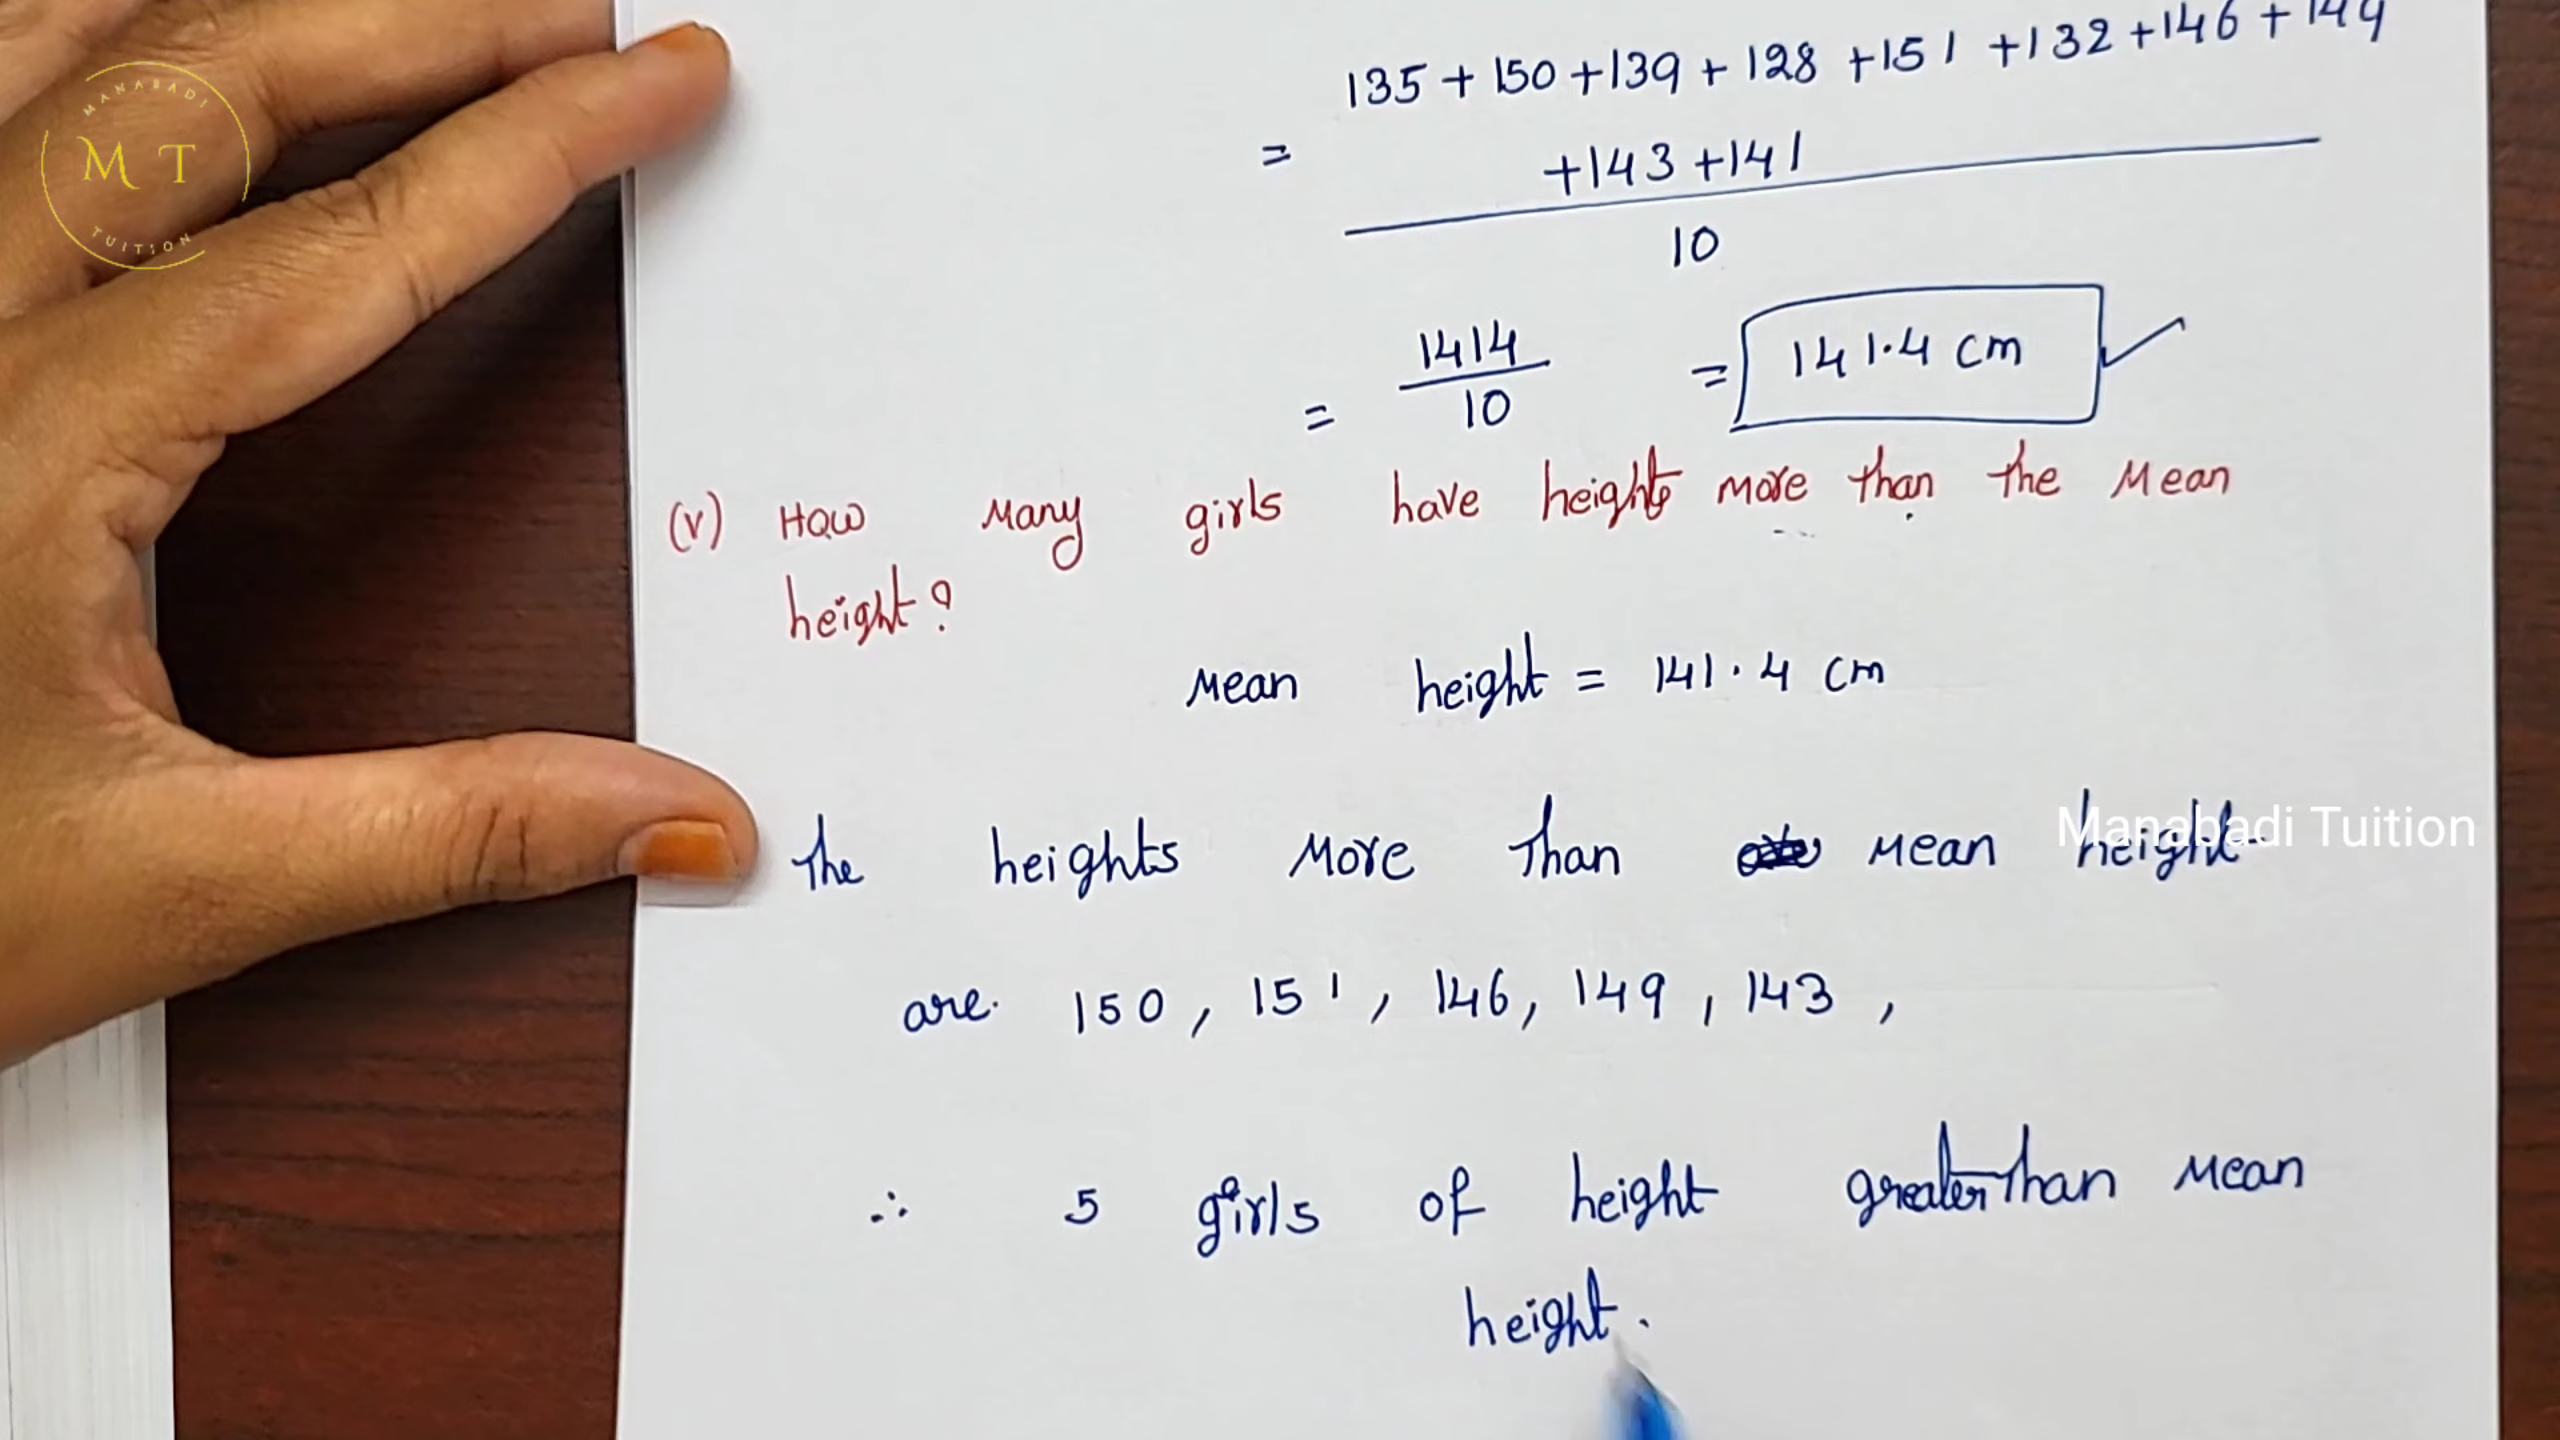 MANABADI
M T
TUITION
135 + 150 +139 + 128 +151 +132 +146 + 149
= +143 +141
10
= 1414 = 141.4 cm
10
(v) How Many girls have heights more than the Mean
height?
Mean height = 141.4 cm
The heights More Than Mean height
Manabadi Tuition
are 150, 151, 146, 149, 143,
∴ 5 girls of height greater than Mean
height.